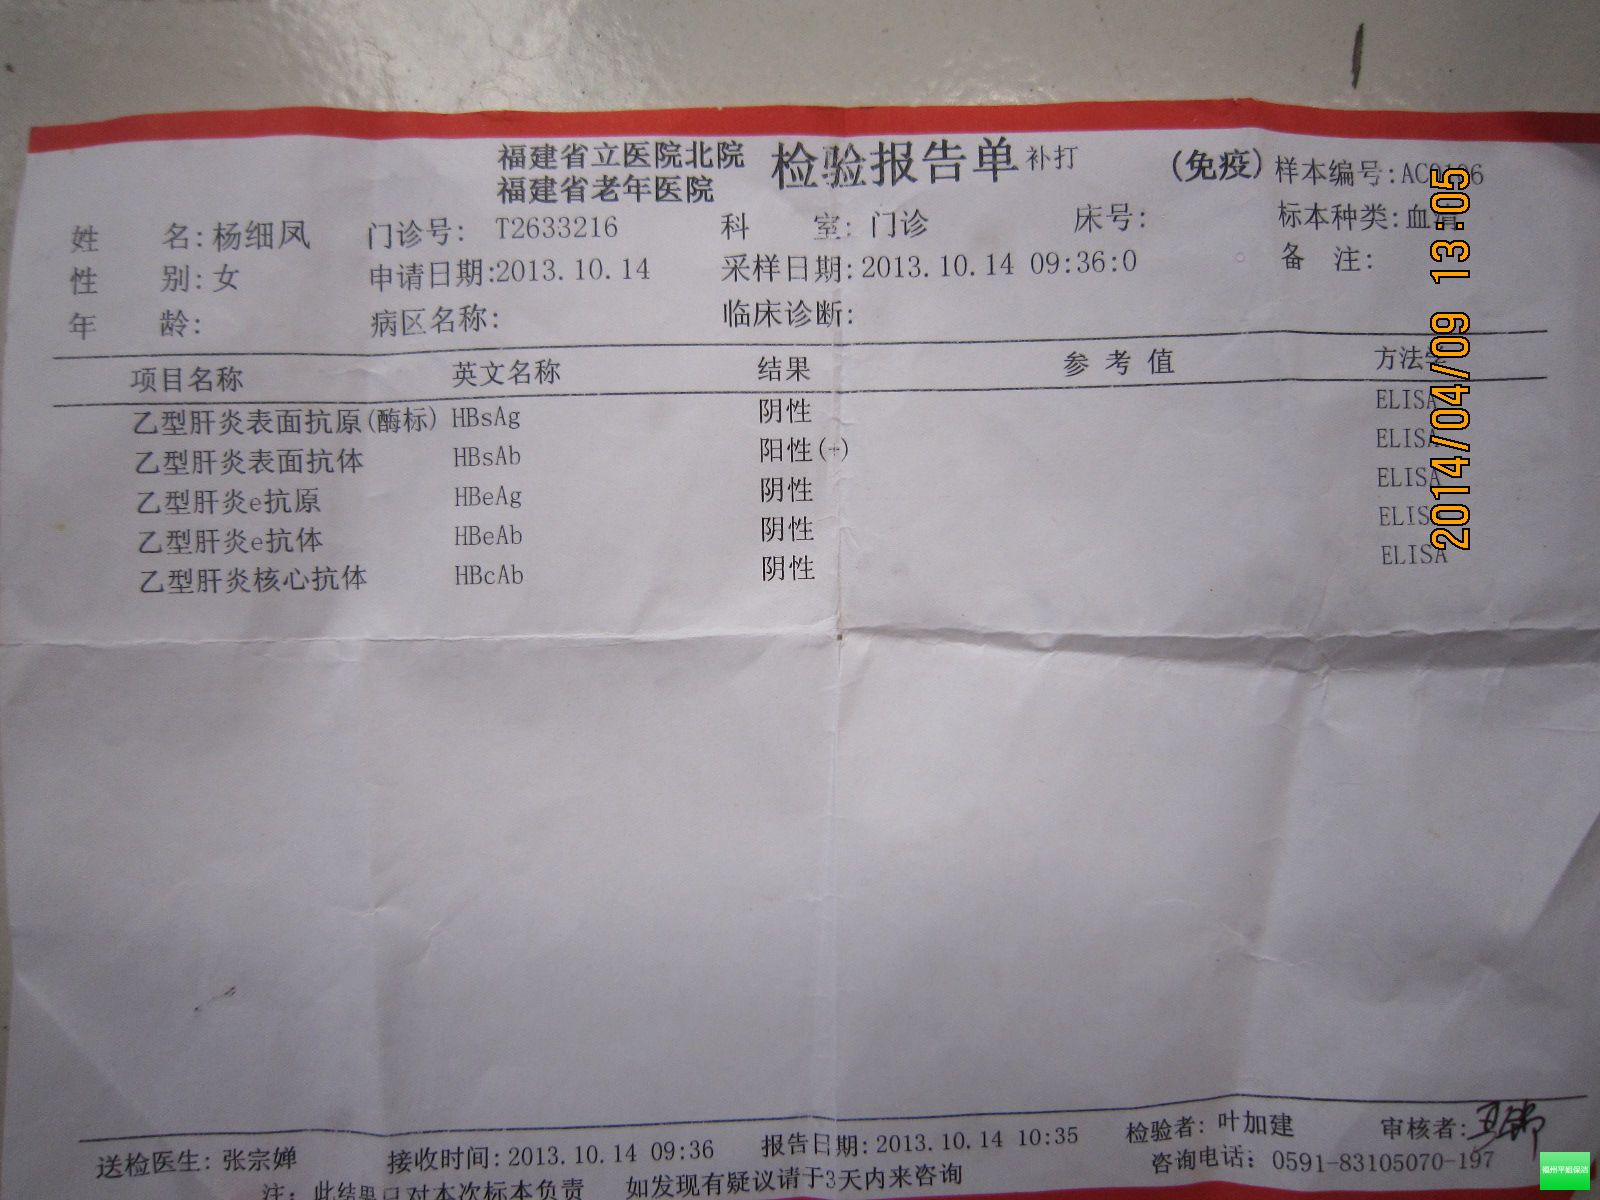 福建省立医院北院
福建省老年医院
检验报告单 补打 (免疫)
样本编号:
姓 名: 杨细凤 门诊号: T2633216 科 室: 门诊 床号: 标本种类:血清
性 别: 女 申请日期:2013.10.14 采样日期:2013.10.14 09:36:0 备 注:
年 龄: 病区名称: 临床诊断:
项目名称 英文名称 结果 参 考 值 方法学
乙型肝炎表面抗原(酶标) HBsAg 阴性 ELISA
乙型肝炎表面抗体 HBsAb 阳性(+) ELISA
乙型肝炎e抗原 HBeAg 阴性 ELISA
乙型肝炎e抗体 HBeAb 阴性 ELISA
乙型肝炎核心抗体 HBcAb 阴性 ELISA
2014/04/09 13:05
送检医生: 张宗婵 接收时间:2013.10.14 09:36 报告日期:2013.10.14 10:35 检验者: 叶加建 审核者:
注: 此结果只对本次标本负责 如发现有疑议请于3天内来咨询 咨询电话: 0591-83105070-197
福州平姐保洁